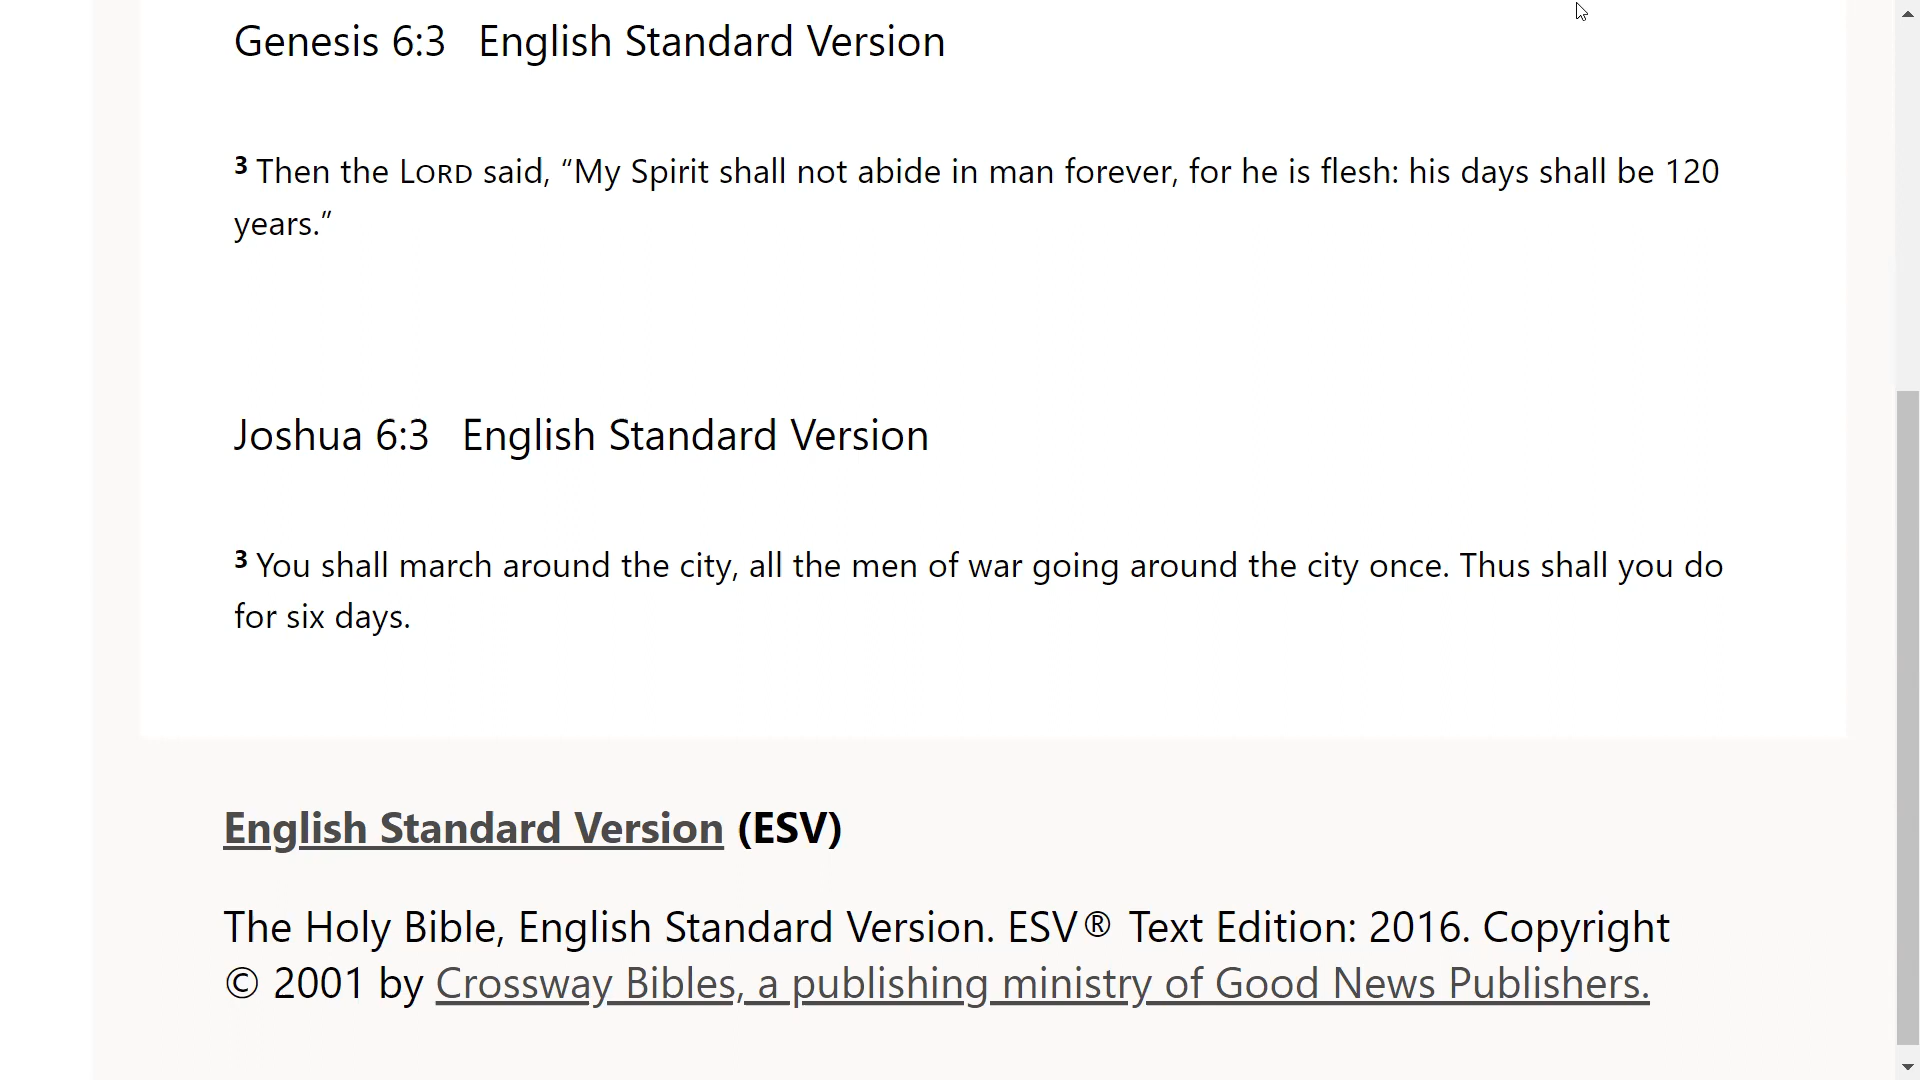 Genesis 6:3 English Standard Version
3 Then the LORD said, “My Spirit shall not abide in man forever, for he is flesh: his days shall be 120
years.”
Joshua 6:3 English Standard Version
3 You shall march around the city, all the men of war going around the city once. Thus shall you do
for six days.
English Standard Version (ESV)
The Holy Bible, English Standard Version. ESV® Text Edition: 2016. Copyright
© 2001 by Crossway Bibles, a publishing ministry of Good News Publishers.